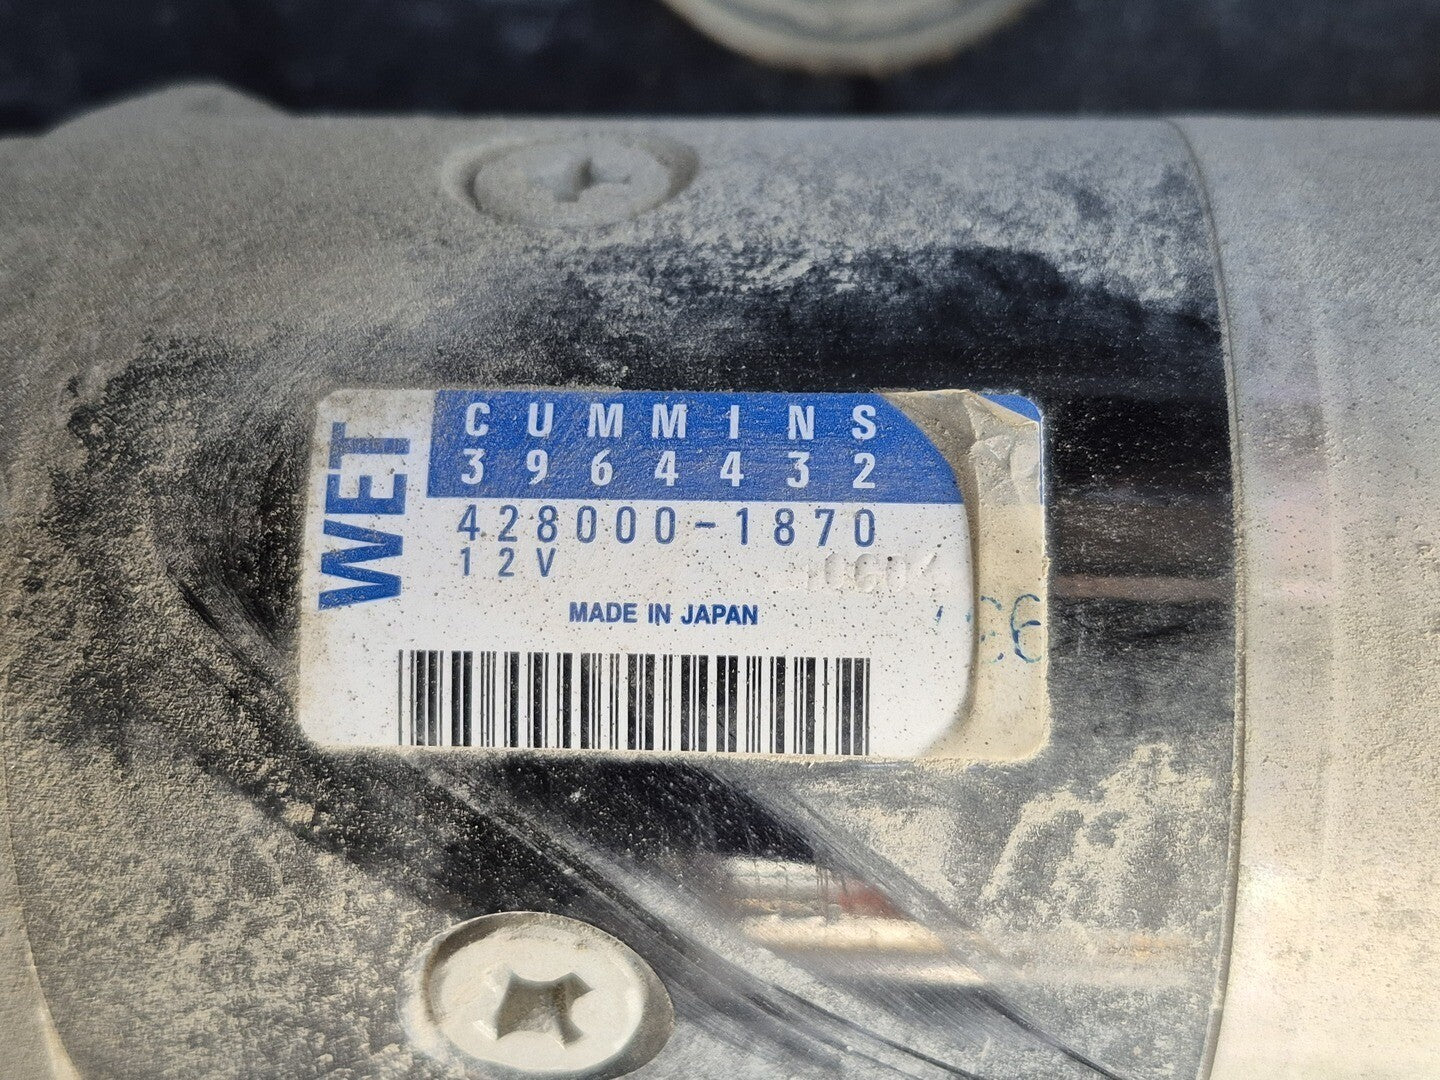 WET
CUMMINS
3964432
428000-1870
12V
MADE IN JAPAN